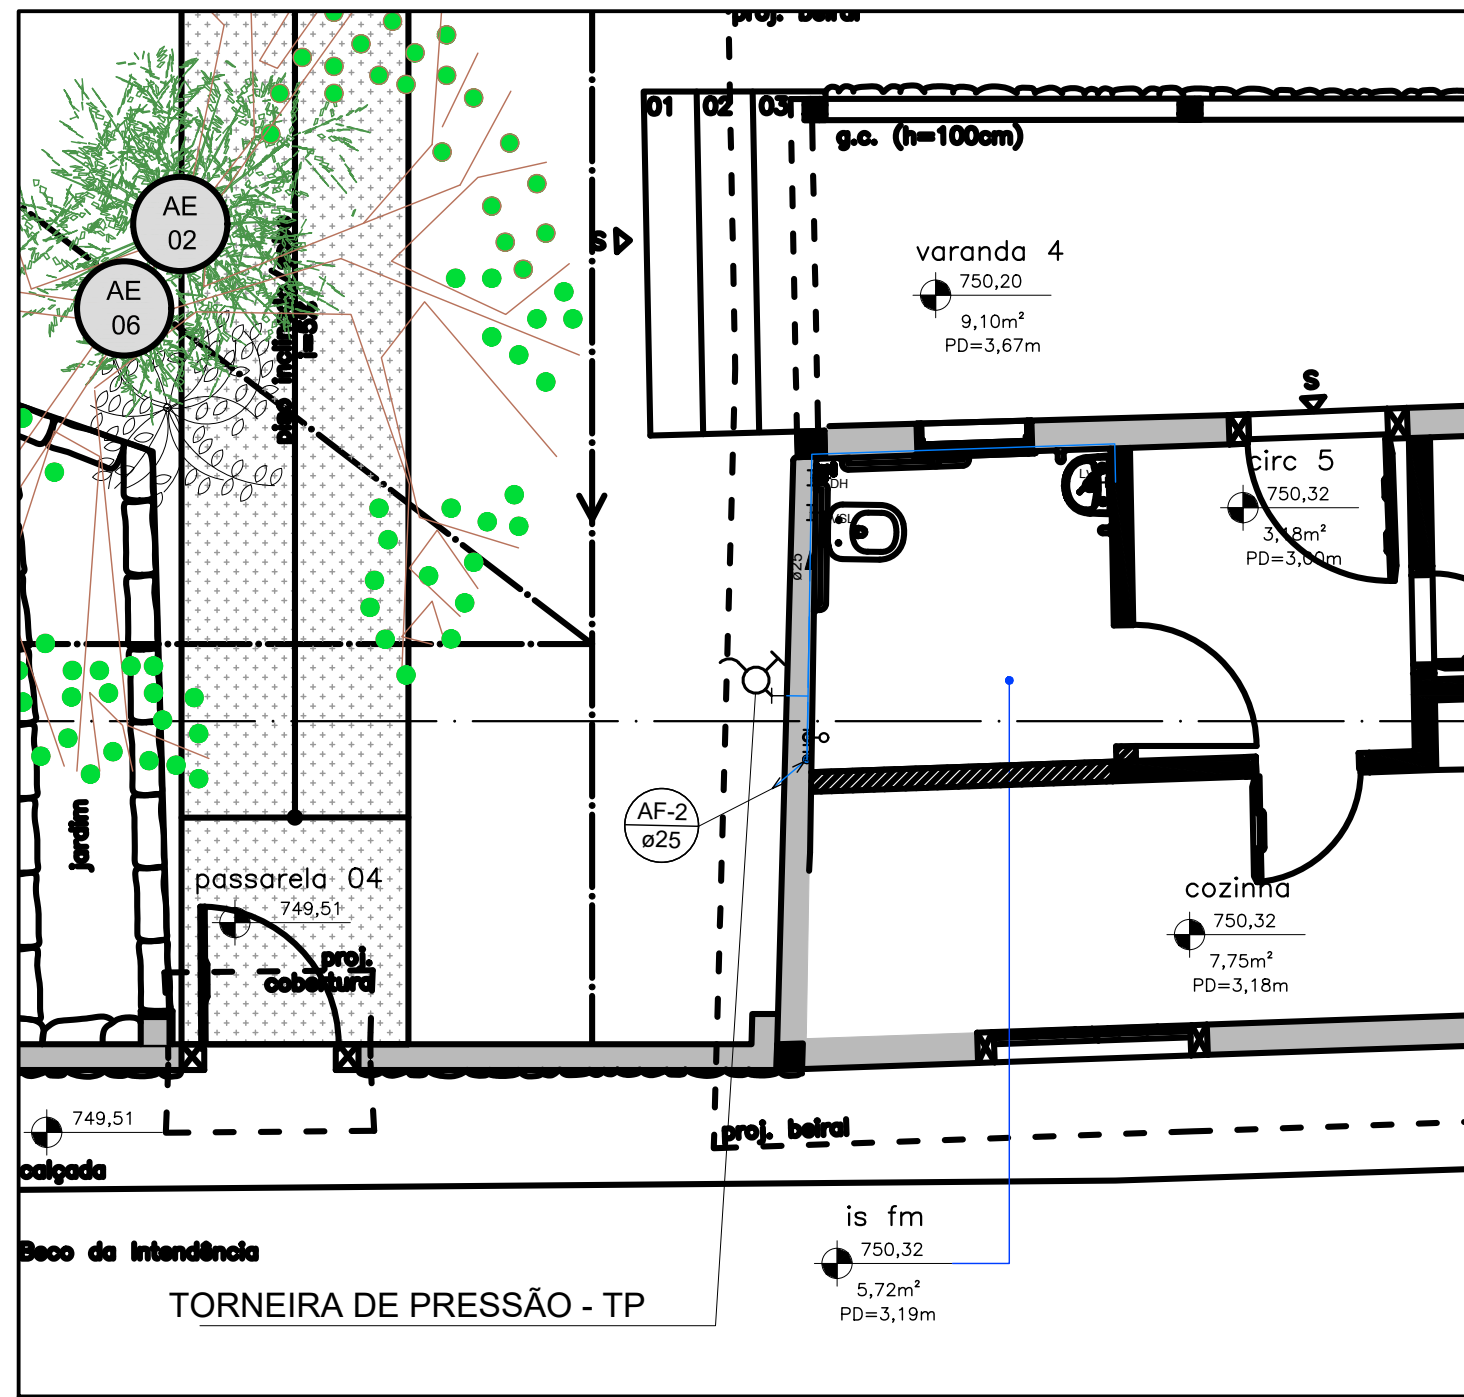 proj. beiral
01 02 03
g.c. (h=100cm)
AE
02
AE
06
s
varanda 4
750,20
9,10m²
PD=3,67m
s
circ 5
750,32
3,18m²
PD=3,00m
DH
VSL
LV
ø25
AF-2
ø25
jardim
passarela 04
749,51
proj.
cobertura
cozinha
750,32
7,75m²
PD=3,18m
749,51
calçada
proj. beiral
is fm
750,32
5,72m²
PD=3,19m
Beco da Intendência
TORNEIRA DE PRESSÃO - TP